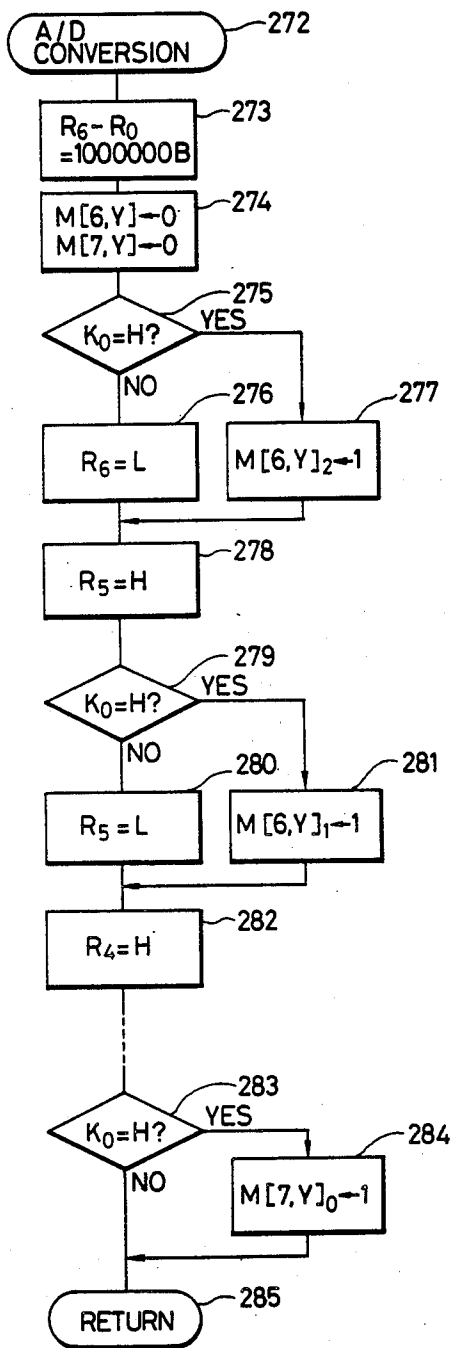 A/D
CONVERSION
272
R6-R0
=1000000B
273
M[6,Y]←0
M[7,Y]←0
274
K0=H?
275
YES
NO
276
277
R6=L
M[6,Y]2←1
278
R5=H
279
K0=H?
YES
NO
280
281
R5=L
M[6,Y]1←1
282
R4=H
283
K0=H?
YES
NO
284
M[7,Y]0←1
RETURN
285